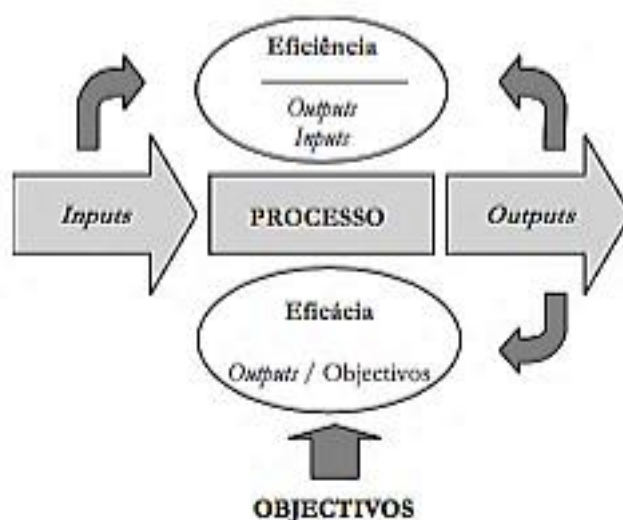 Eficiência
Outputs
Inputs
Inputs
PROCESSO
Outputs
Eficácia
Outputs / Objectivos
OBJECTIVOS